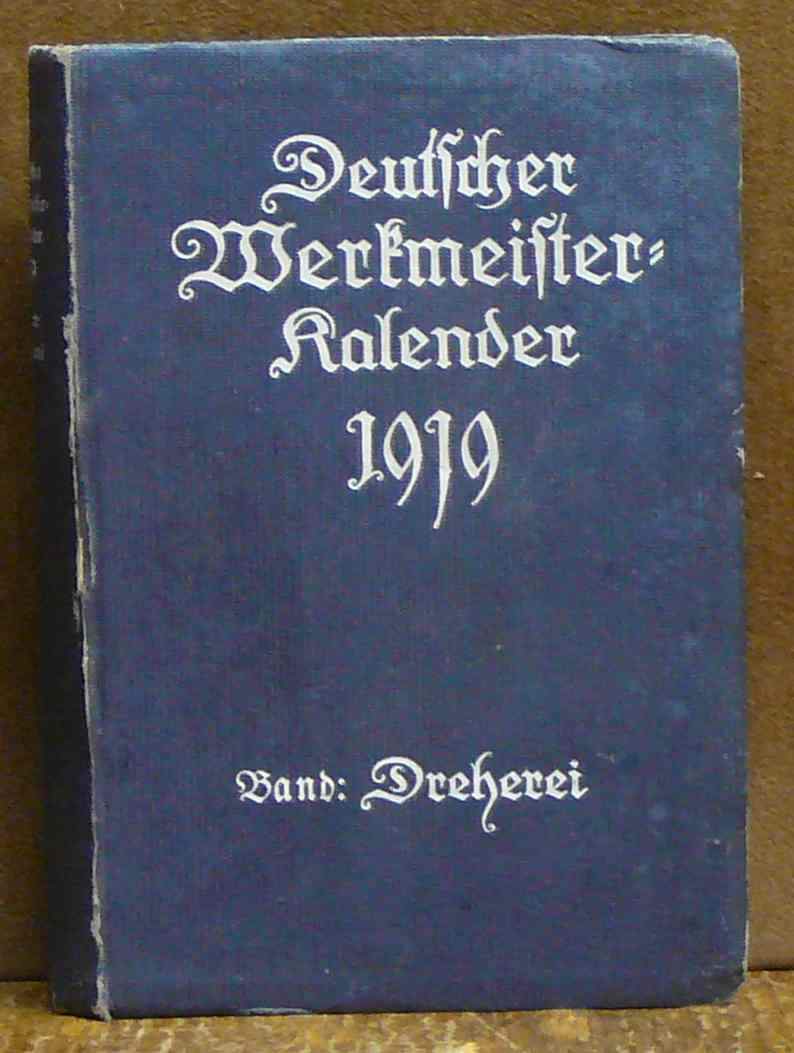 Deutſcher
Werkmeiſter-
Kalender
1919
Band: Dreherei